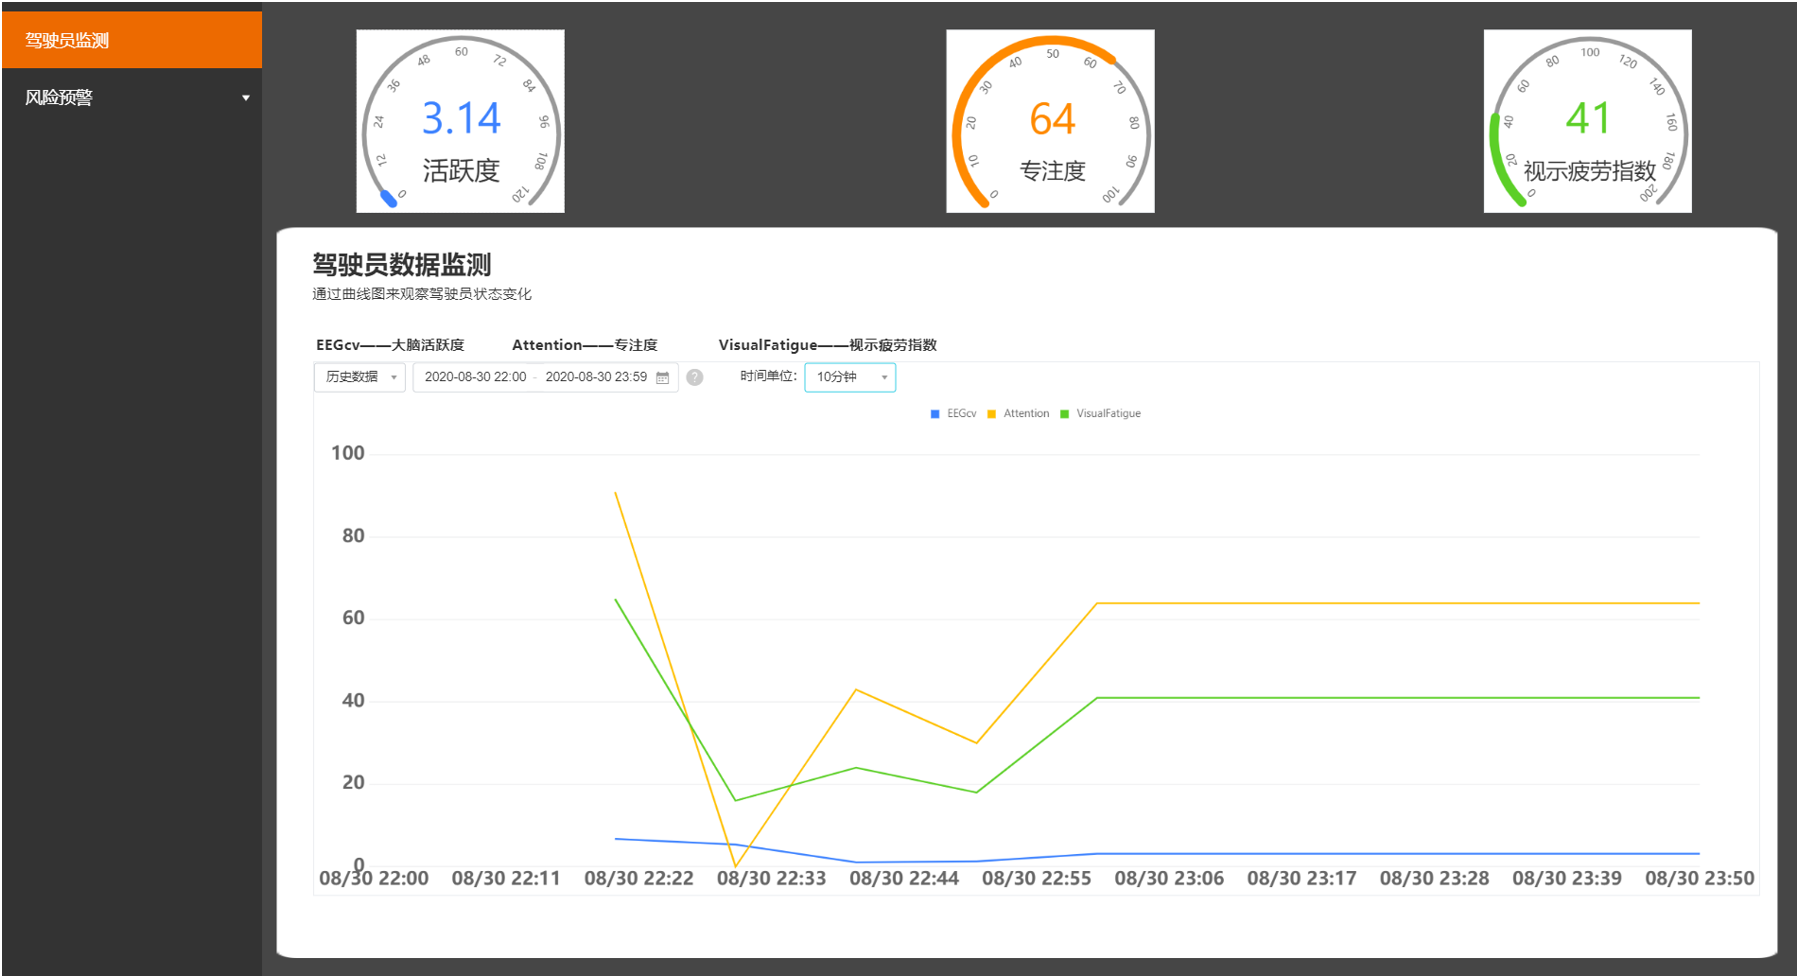 驾驶员监测
风险预警
0 12 24 36 48 60 72 84 96 108 120
3.14
活跃度
0 10 20 30 40 50 60 70 80 90 100
64
专注度
0 20 40 60 80 100 120 140 160 180 200
41
视示疲劳指数
驾驶员数据监测
通过曲线图来观察驾驶员状态变化
EEGcv——大脑活跃度 Attention——专注度 VisualFatigue——视示疲劳指数
历史数据 2020-08-30 22:00 - 2020-08-30 23:59 ? 时间单位: 10分钟
EEGcv Attention VisualFatigue
100
80
60
40
20
0
08/30 22:00 08/30 22:11 08/30 22:22 08/30 22:33 08/30 22:44 08/30 22:55 08/30 23:06 08/30 23:17 08/30 23:28 08/30 23:39 08/30 23:50